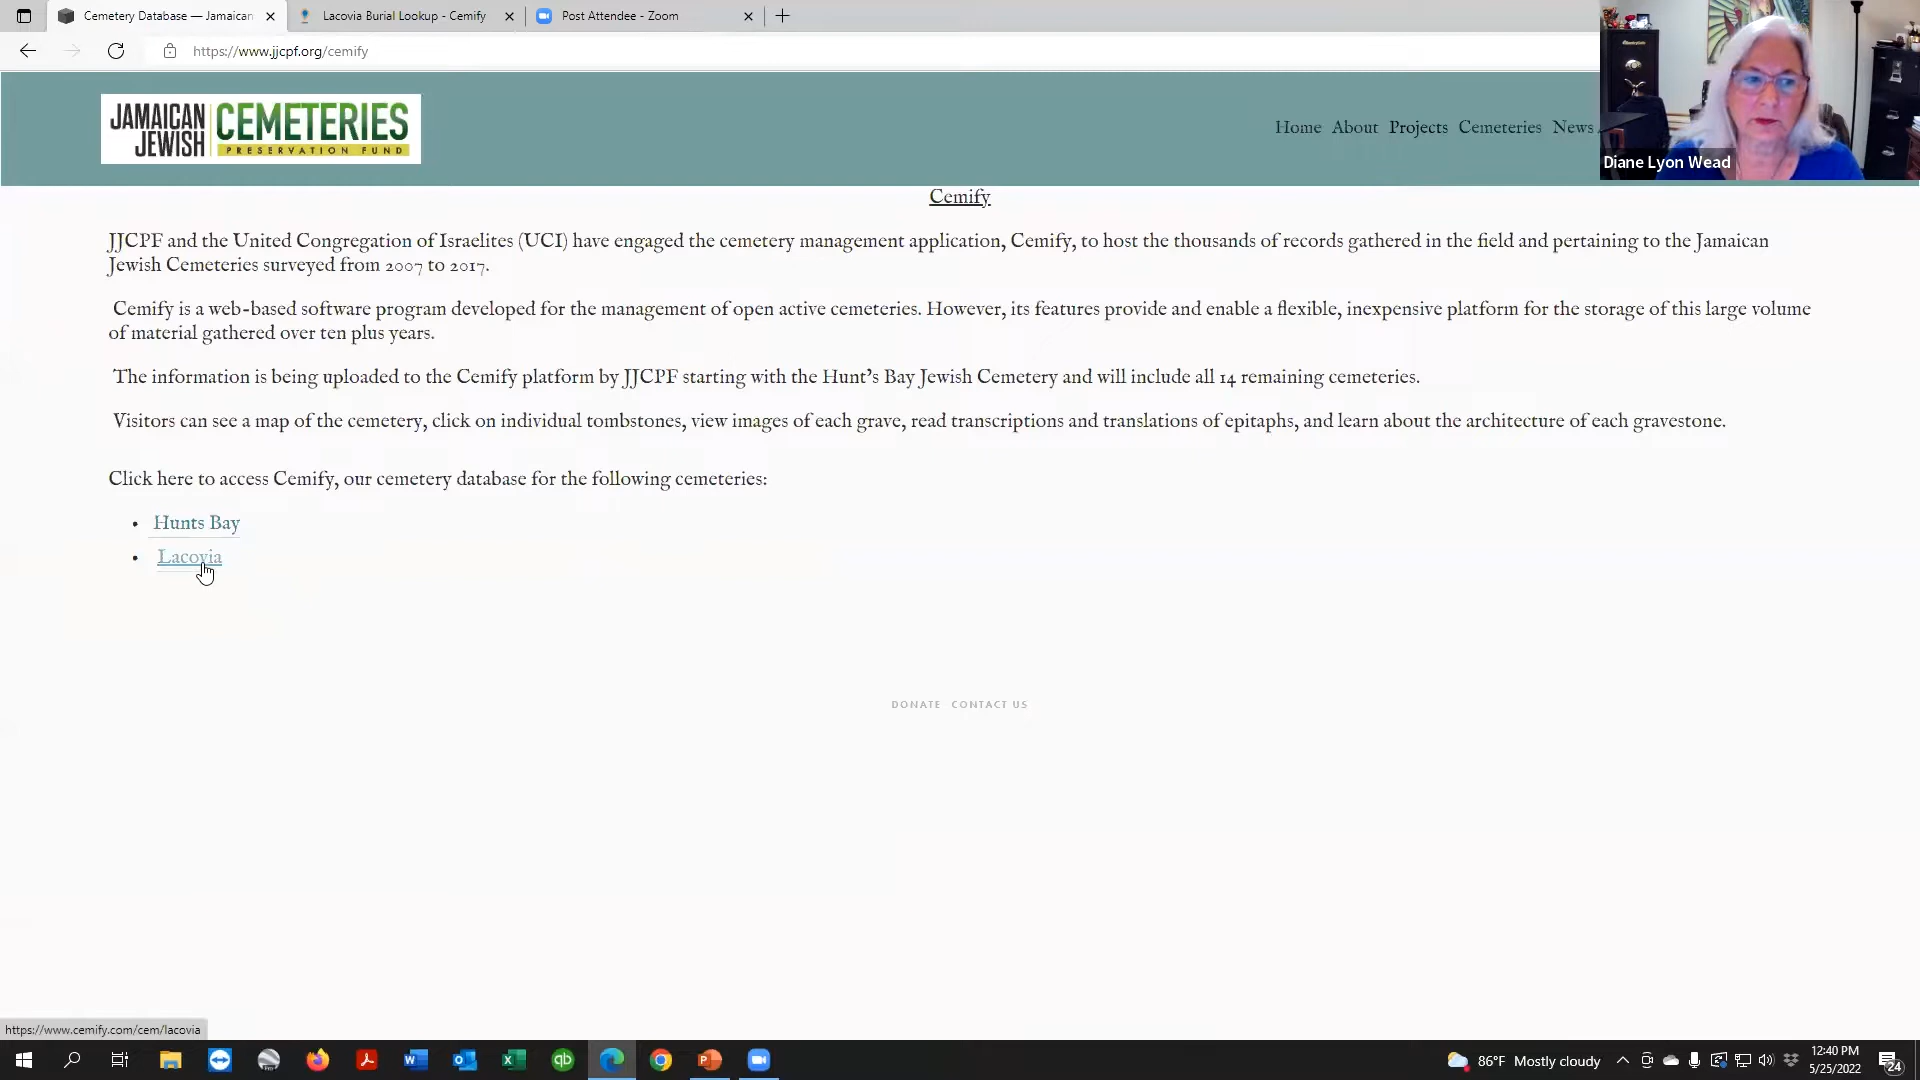 Cemetery Database — Jamaican
Lacovia Burial Lookup - Cemify
Post Attendee - Zoom
https://www.jjcpf.org/cemify
JAMAICAN JEWISH CEMETERIES
PRESERVATION FUND
Home About Projects Cemeteries News
Diane Lyon Wead
Cemify
JJCPF and the United Congregation of Israelites (UCI) have engaged the cemetery management application, Cemify, to host the thousands of records gathered in the field and pertaining to the Jamaican
Jewish Cemeteries surveyed from 2007 to 2017.
Cemify is a web-based software program developed for the management of open active cemeteries. However, its features provide and enable a flexible, inexpensive platform for the storage of this large volume
of material gathered over ten plus years.
The information is being uploaded to the Cemify platform by JJCPF starting with the Hunt's Bay Jewish Cemetery and will include all 14 remaining cemeteries.
Visitors can see a map of the cemetery, click on individual tombstones, view images of each grave, read transcriptions and translations of epitaphs, and learn about the architecture of each gravestone.
Click here to access Cemify, our cemetery database for the following cemeteries:
• Hunts Bay
• Lacovia
DONATE CONTACT US
https://www.cemify.com/cem/lacovia
86°F Mostly cloudy
12:40 PM
5/25/2022
24